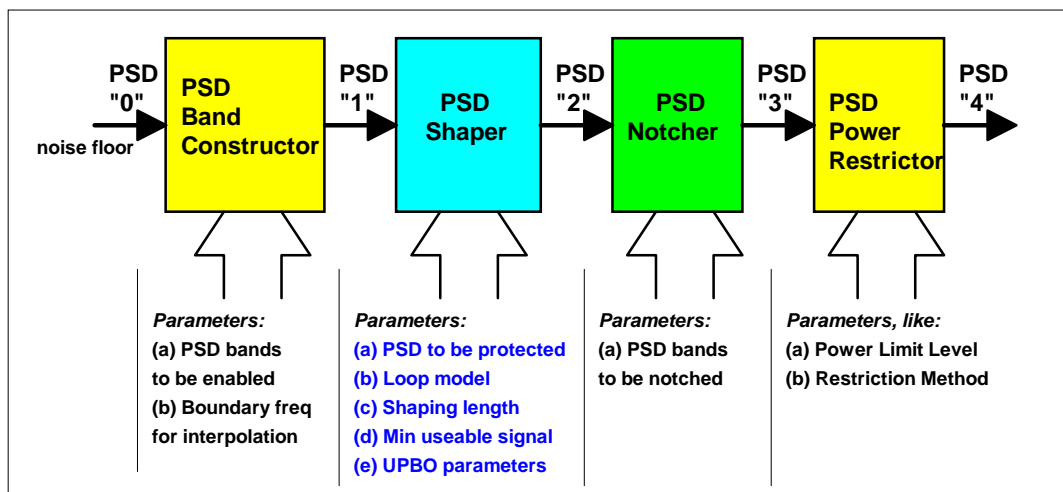 PSD
"0"
noise floor
PSD
Band
Constructor
PSD
"1"
PSD
Shaper
PSD
"2"
PSD
Notcher
PSD
"3"
PSD
Power
Restrictor
PSD
"4"
Parameters:
(a) PSD bands
to be enabled
(b) Boundary freq
for interpolation
Parameters:
(a) PSD to be protected
(b) Loop model
(c) Shaping length
(d) Min useable signal
(e) UPBO parameters
Parameters:
(a) PSD bands
to be notched
Parameters, like:
(a) Power Limit Level
(b) Restriction Method